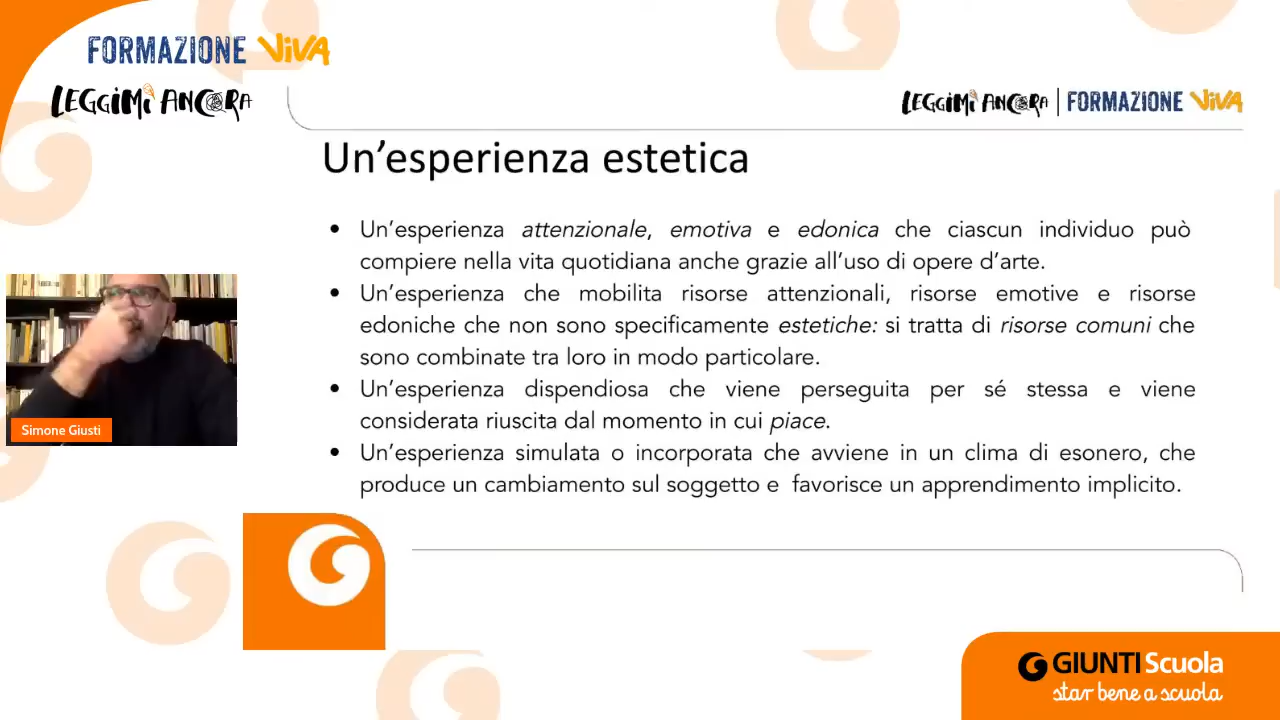 FORMAZIONE VIVA
LEGGIMI ANCORA
LEGGIMI ANCORA | FORMAZIONE VIVA
Un’esperienza estetica
• Un’esperienza attenzionale, emotiva e edonica che ciascun individuo può
compiere nella vita quotidiana anche grazie all’uso di opere d’arte.
• Un’esperienza che mobilita risorse attenzionali, risorse emotive e risorse
edoniche che non sono specificamente estetiche: si tratta di risorse comuni che
sono combinate tra loro in modo particolare.
• Un’esperienza dispendiosa che viene perseguita per sé stessa e viene
considerata riuscita dal momento in cui piace.
• Un’esperienza simulata o incorporata che avviene in un clima di esonero, che
produce un cambiamento sul soggetto e favorisce un apprendimento implicito.
Simone Giusti
GIUNTI Scuola
star bene a scuola